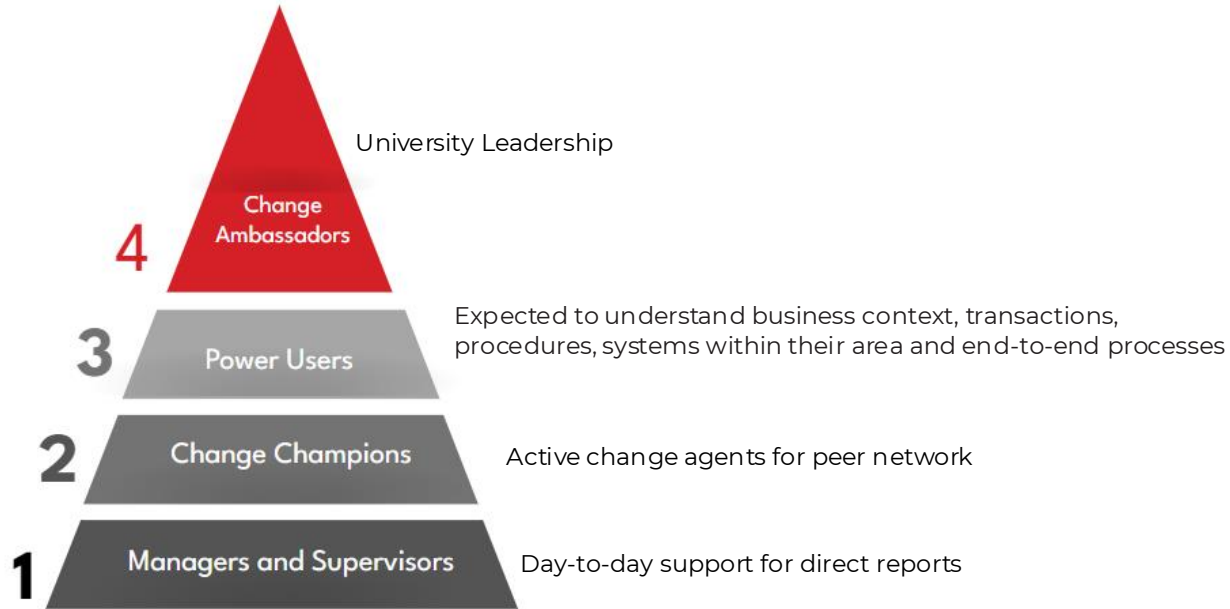 University Leadership
Change
Ambassadors
4
Expected to understand business context, transactions,
procedures, systems within their area and end-to-end processes
3
Power Users
2
Change Champions
Active change agents for peer network
1
Managers and Supervisors
Day-to-day support for direct reports